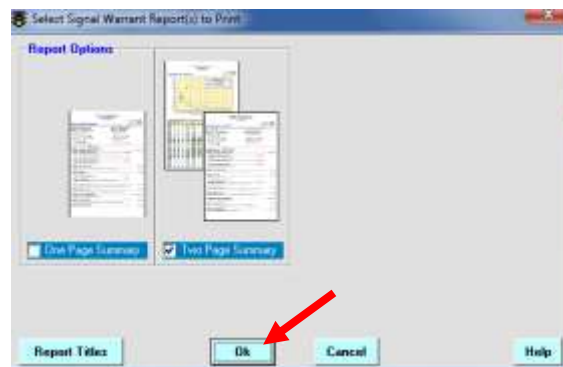 Select Signal Warrant Report(s) to Print
Report Options
One Page Summary
Two Page Summary
Report Titles
Ok
Cancel
Help